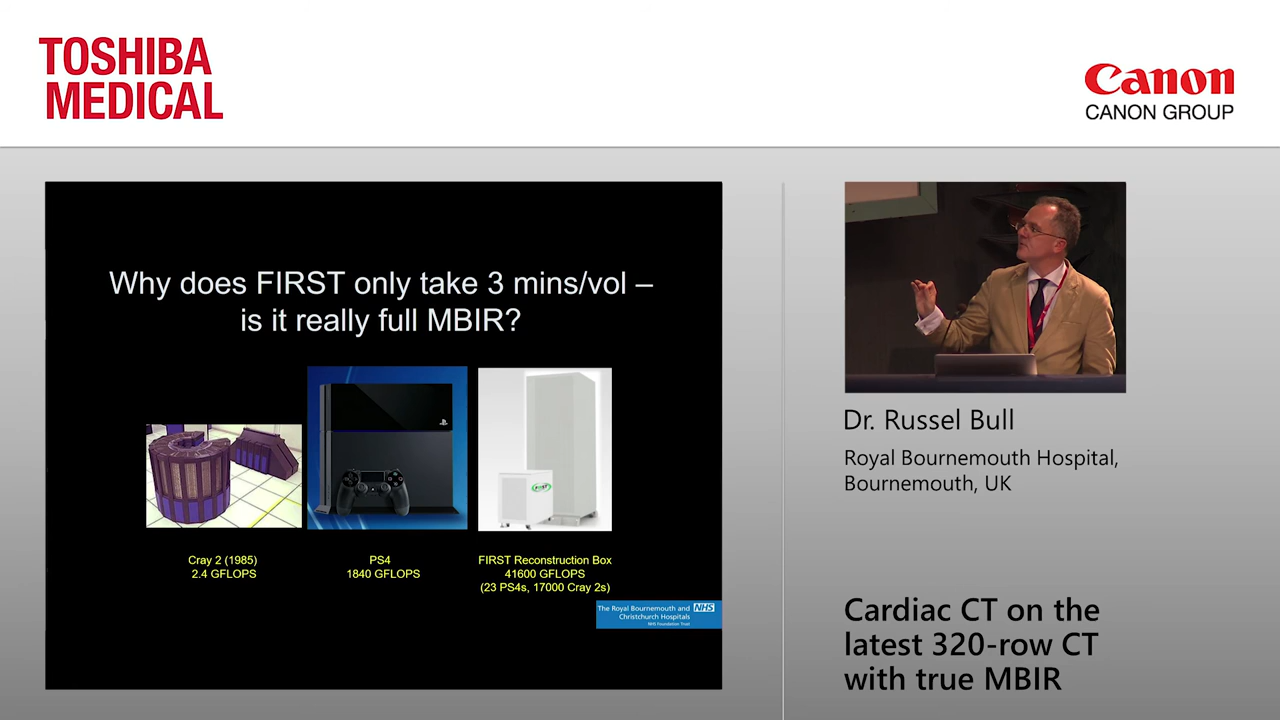 TOSHIBA
MEDICAL
Canon
CANON GROUP
Why does FIRST only take 3 mins/vol –
is it really full MBIR?
Cray 2 (1985)
2.4 GFLOPS
PS4
1840 GFLOPS
FIRST Reconstruction Box
41600 GFLOPS
(23 PS4s, 17000 Cray 2s)
The Royal Bournemouth and NHS
Christchurch Hospitals
NHS Foundation Trust
Dr. Russel Bull
Royal Bournemouth Hospital,
Bournemouth, UK
Cardiac CT on the
latest 320-row CT
with true MBIR